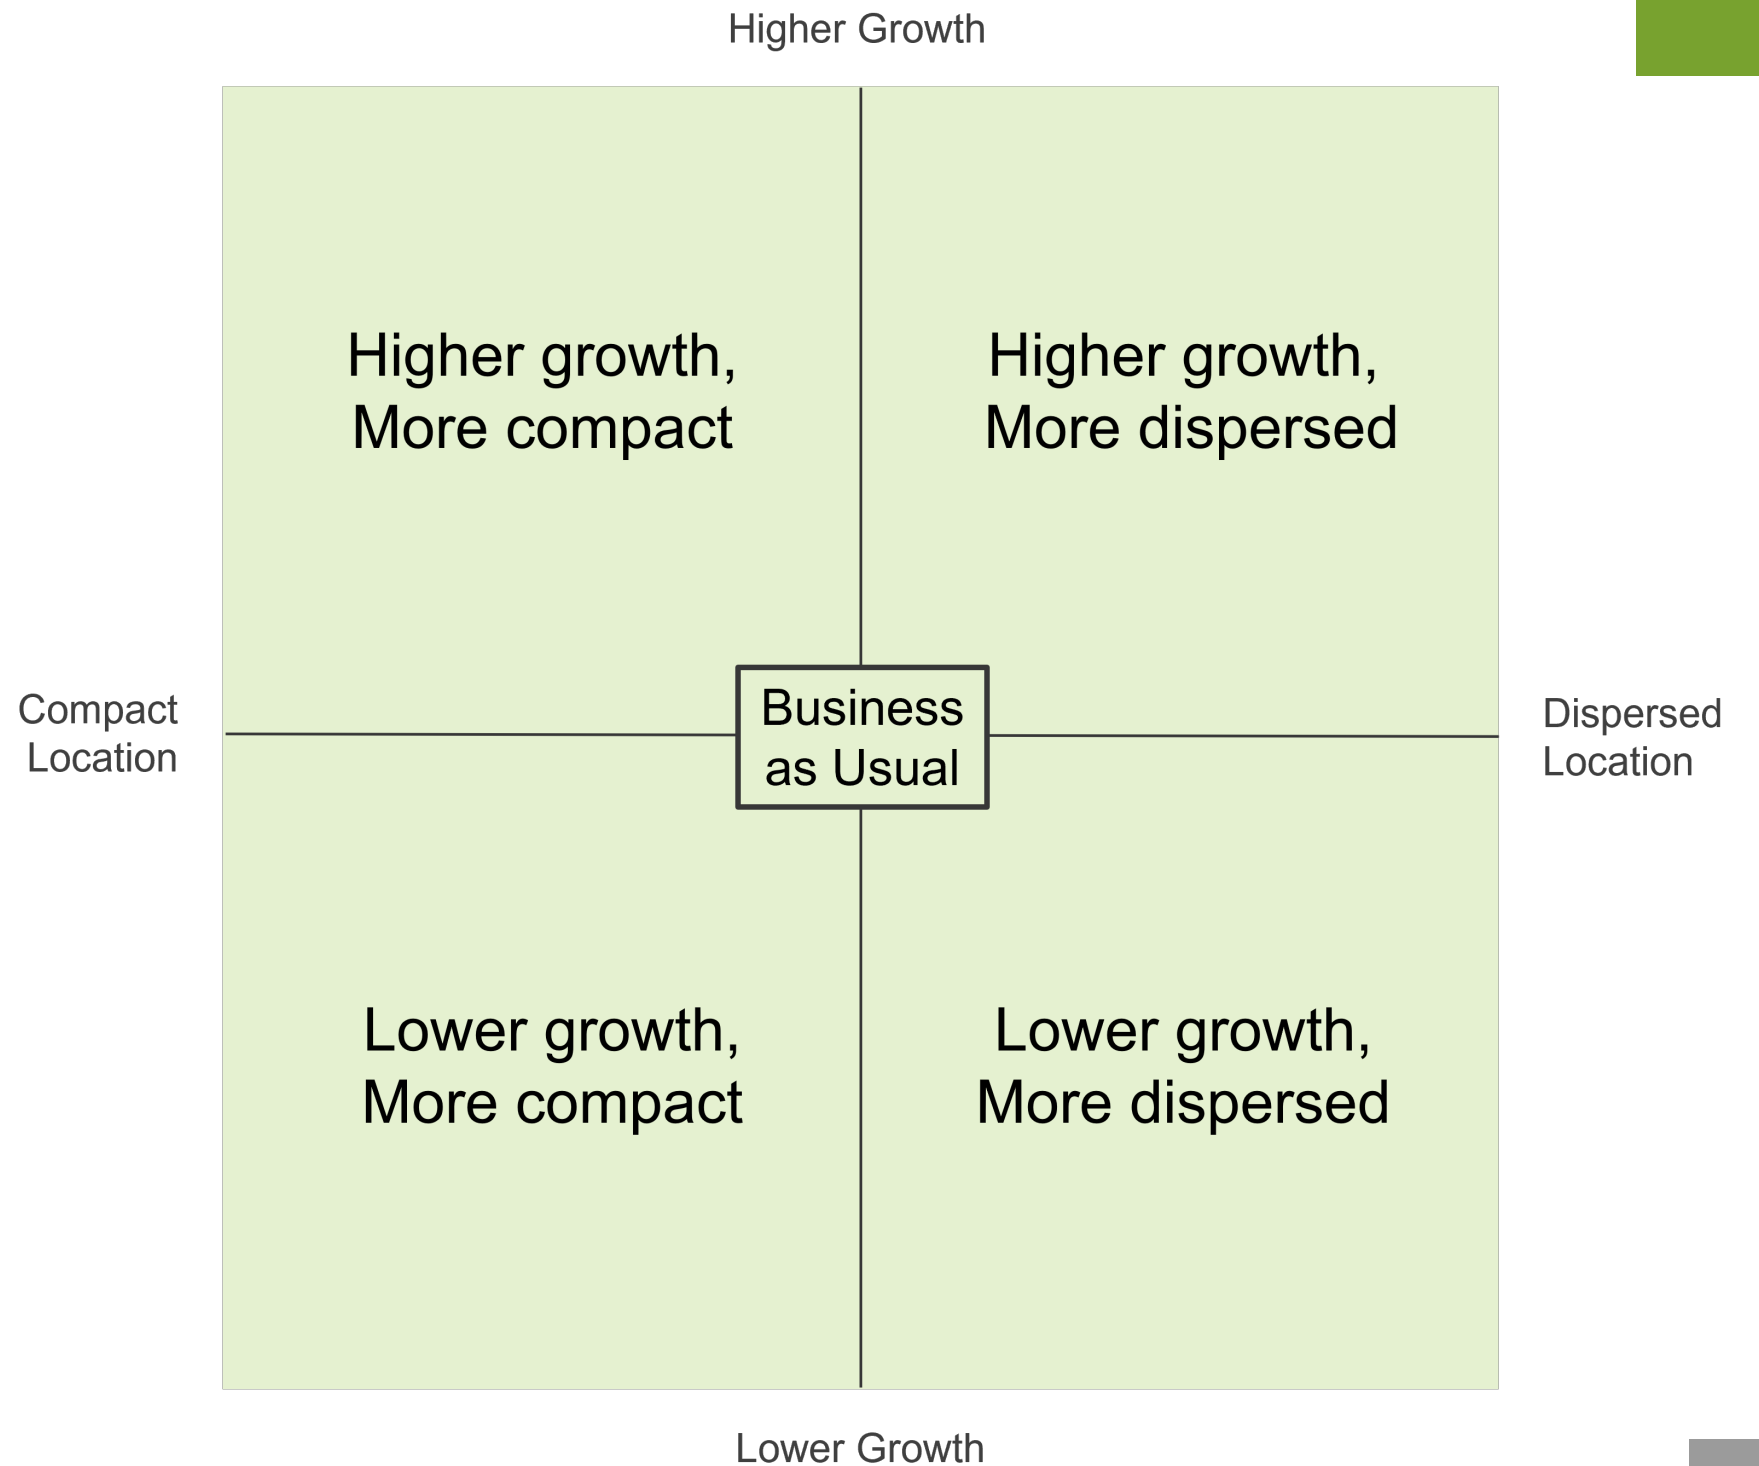 Higher Growth
Higher growth,
More compact
Higher growth,
More dispersed
Compact
Location
Business
as Usual
Dispersed
Location
Lower growth,
More compact
Lower growth,
More dispersed
Lower Growth